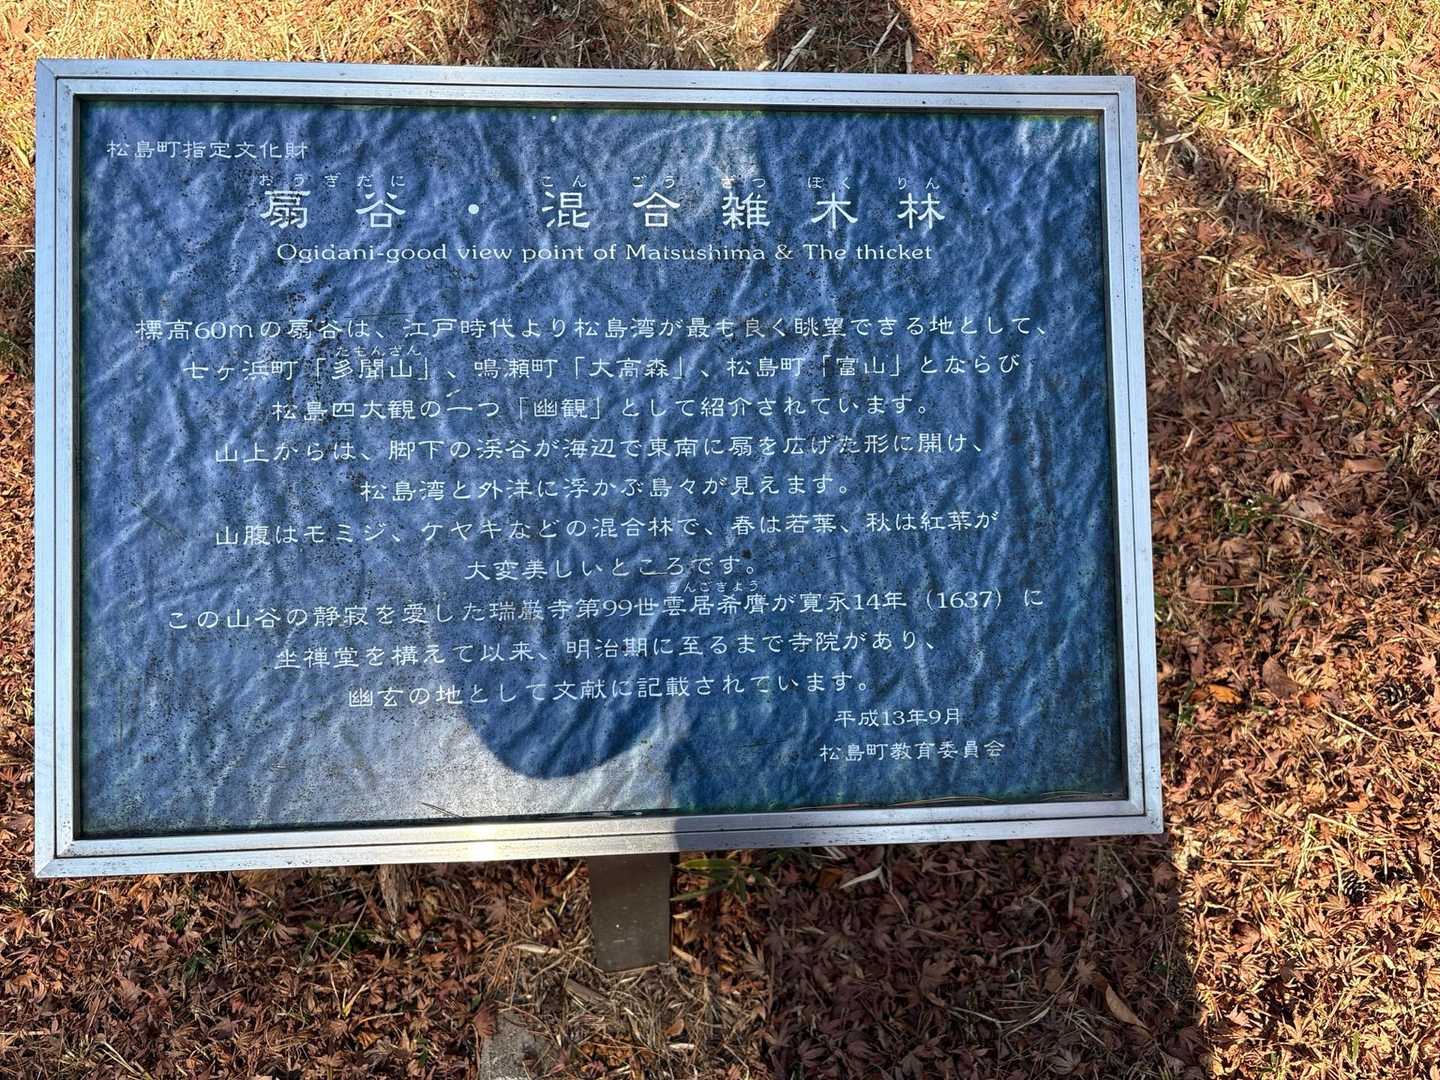 松島町指定文化財
おうぎだに こんごうざつぼくりん
扇谷・混合雑木林
Ogidani-good view point of Matsushima & The thicket
標高60mの扇谷は、江戸時代より松島湾が最も良く眺望できる地として、
たもんざん
七ヶ浜町「多聞山」、鳴瀬町「大高森」、松島町「富山」とならび
松島四大観の一つ「幽観」として紹介されています。
山上からは、脚下の渓谷が海辺で東南に扇を広げた形に開け、
松島湾と外洋に浮かぶ島々が見えます。
山腹はモミジ、ケヤキなどの混合林で、春は若葉、秋は紅葉が
大変美しいところです。
うんごきよう
この山谷の静寂を愛した瑞巌寺第99世雲居希膺が寛永14年（1637）に
坐禅堂を構えて以来、明治期に至るまで寺院があり、
幽玄の地として文献に記載されています。
平成13年9月
松島町教育委員会